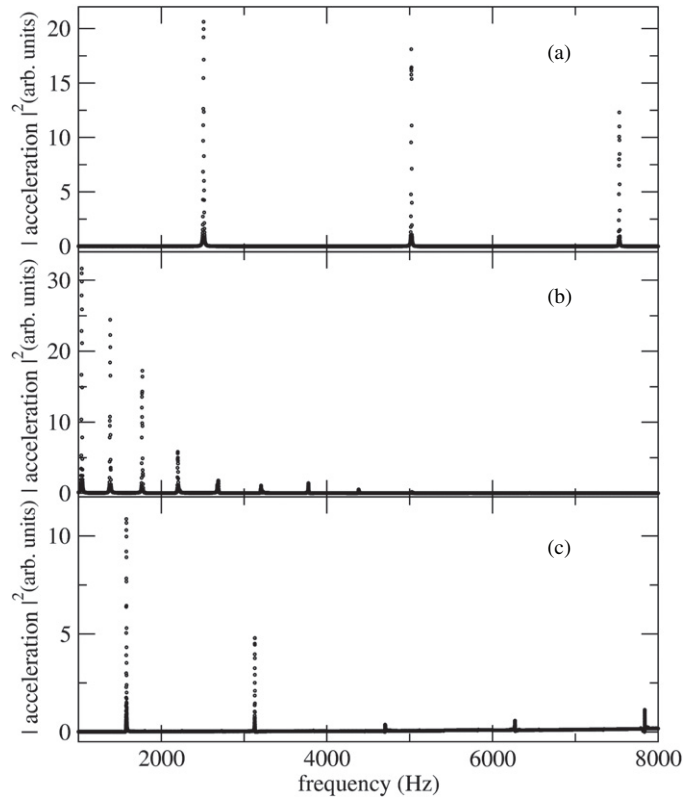 | acceleration |²(arb. units)
20
15
10
5
0
(a)
| acceleration |²(arb. units)
30
20
10
0
(b)
| acceleration |²(arb. units)
10
5
0
(c)
2000 4000 6000 8000
frequency (Hz)